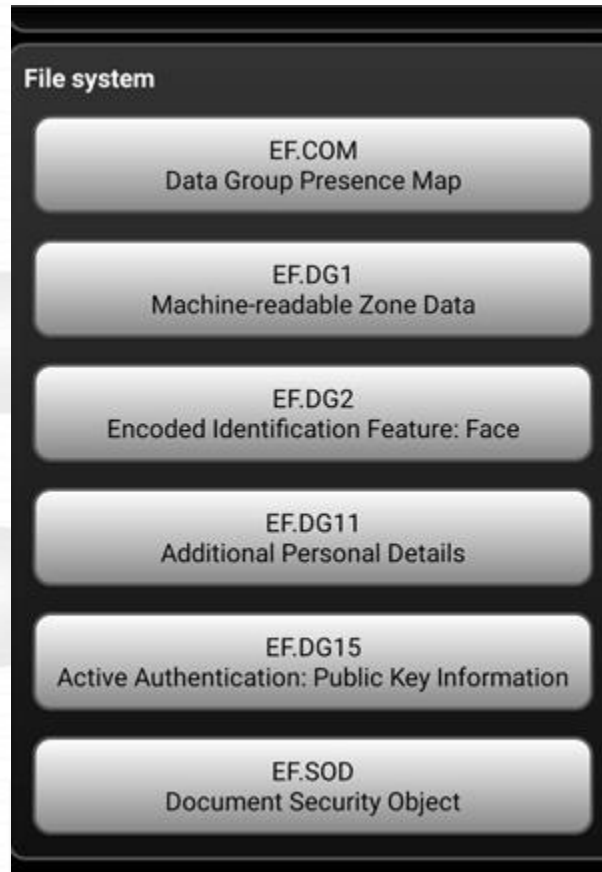 File system
EF.COM
Data Group Presence Map
EF.DG1
Machine-readable Zone Data
EF.DG2
Encoded Identification Feature: Face
EF.DG11
Additional Personal Details
EF.DG15
Active Authentication: Public Key Information
EF.SOD
Document Security Object